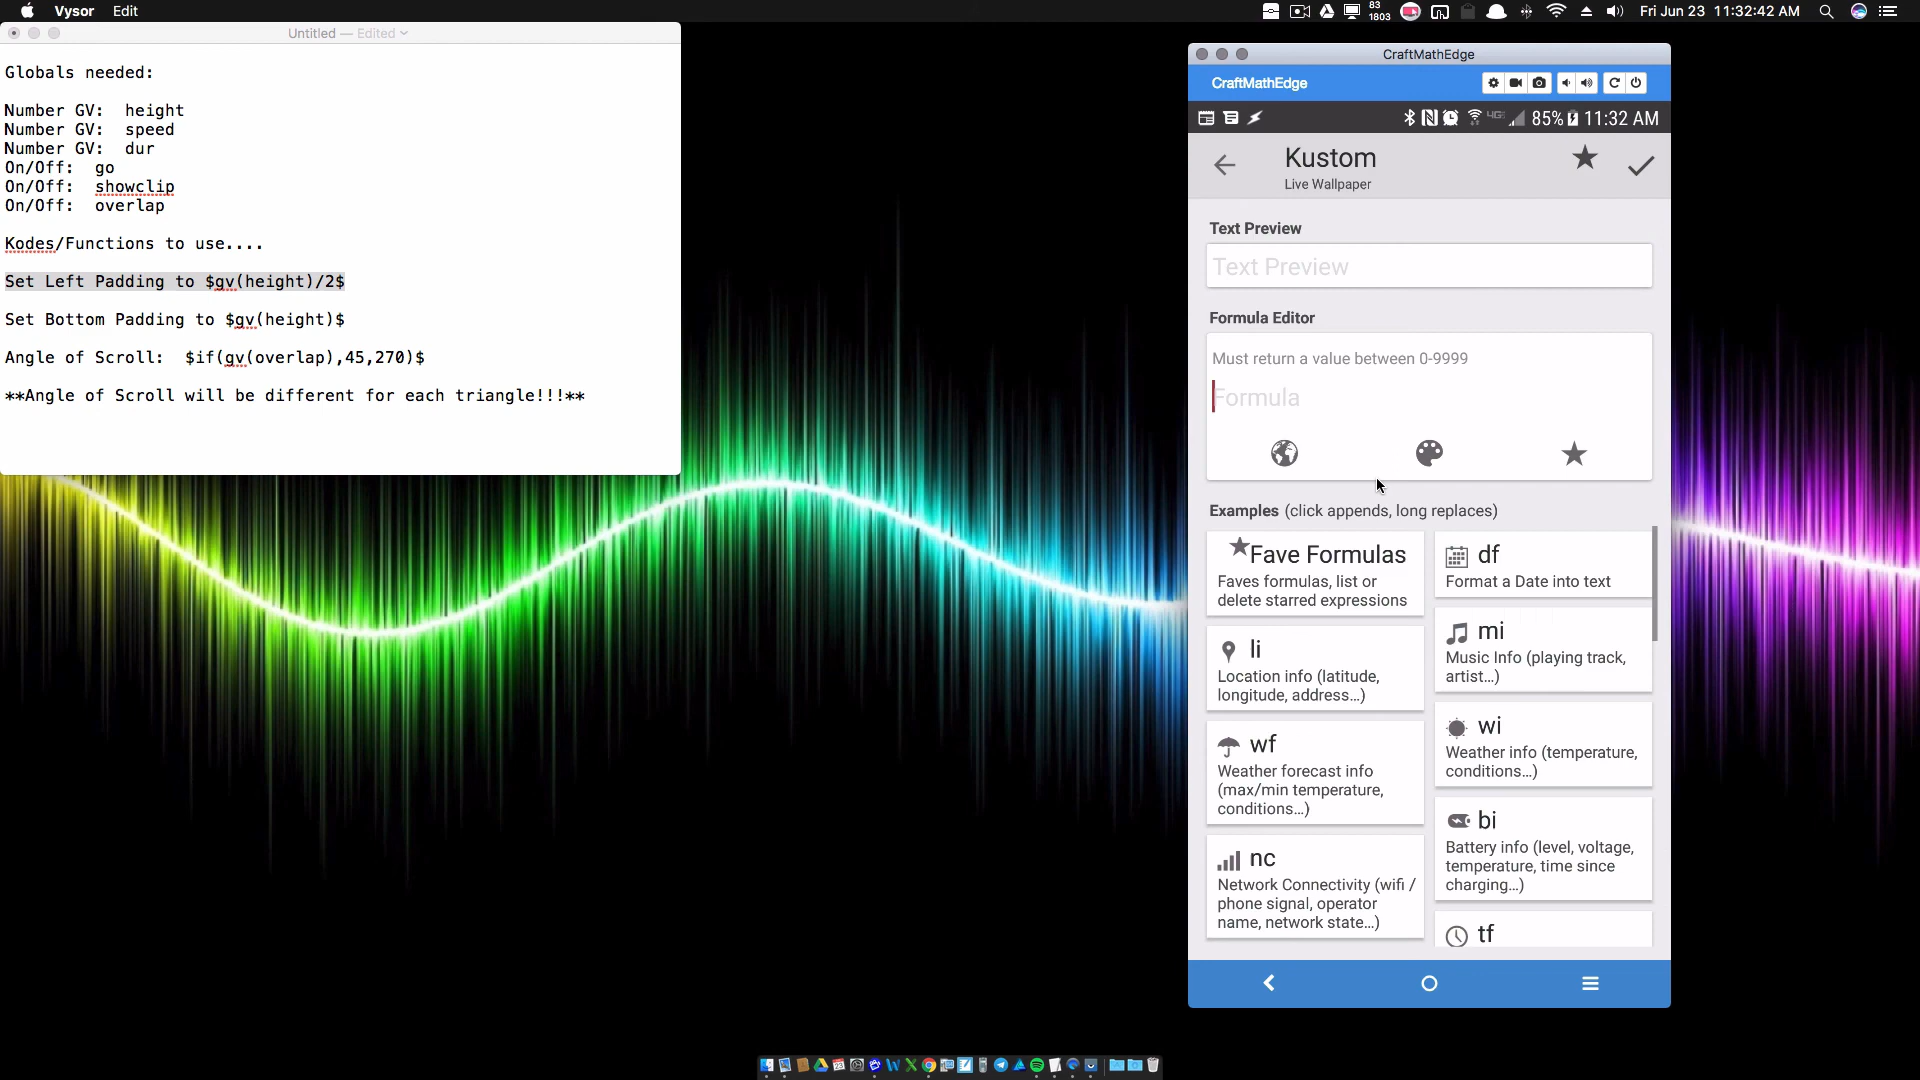 Vysor Edit
83
1803
Fri Jun 23 11:32:42 AM
Untitled — Edited
Globals needed:
Number GV: height
Number GV: speed
Number GV: dur
On/Off: go
On/Off: showclip
On/Off: overlap
Kodes/Functions to use....
Set Left Padding to $gv(height)/2$
Set Bottom Padding to $gv(height)$
Angle of Scroll: $if(gv(overlap),45,270)$
**Angle of Scroll will be different for each triangle!!!**
CraftMathEdge
CraftMathEdge
4G 85% 11:32 AM
Kustom
Live Wallpaper
Text Preview
Text Preview
Formula Editor
Must return a value between 0-9999
Formula
Examples (click appends, long replaces)
Fave Formulas
Faves formulas, list or
delete starred expressions
df
Format a Date into text
li
Location info (latitude,
longitude, address...)
mi
Music Info (playing track,
artist...)
wf
Weather forecast info
(max/min temperature,
conditions...)
wi
Weather info (temperature,
conditions...)
nc
Network Connectivity (wifi /
phone signal, operator
name, network state...)
bi
Battery info (level, voltage,
temperature, time since
charging...)
tf